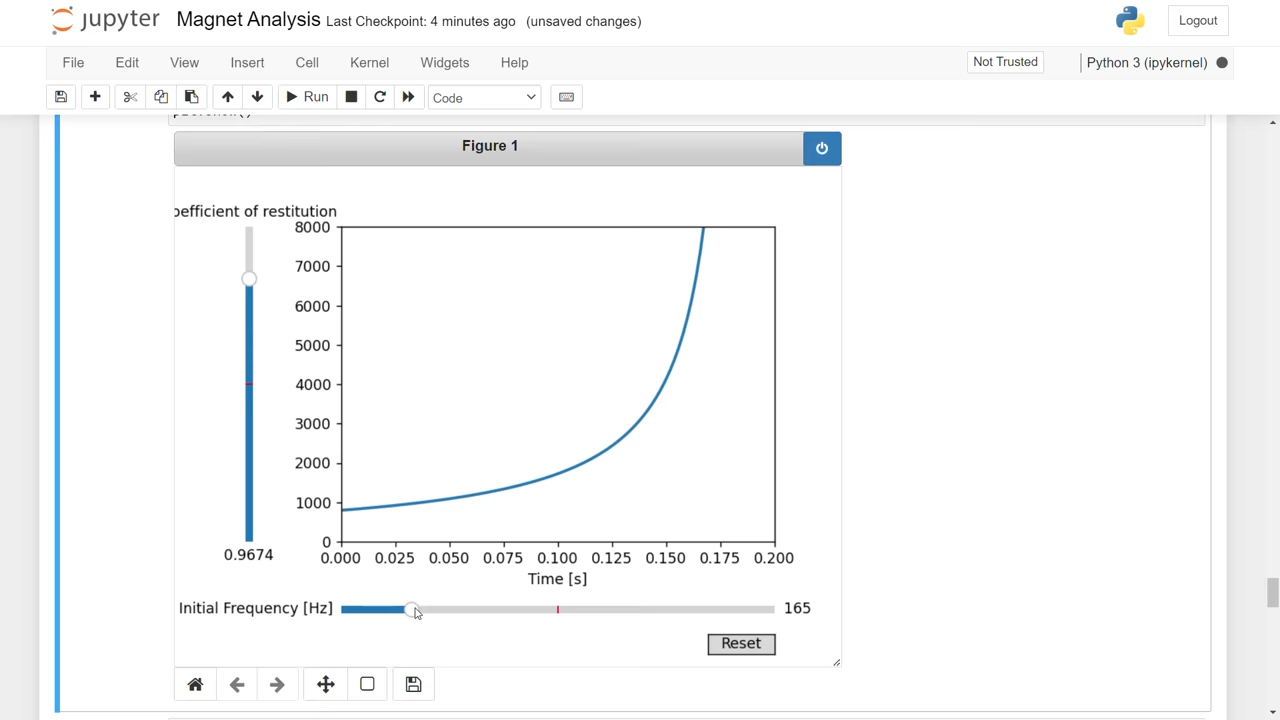 jupyter Magnet Analysis Last Checkpoint: 4 minutes ago (unsaved changes) Logout
File Edit View Insert Cell Kernel Widgets Help Not Trusted Python 3 (ipykernel)
Run Code
Figure 1
oefficient of restitution
8000
7000
6000
5000
4000
3000
2000
1000
0
0.9674
0.000 0.025 0.050 0.075 0.100 0.125 0.150 0.175 0.200
Time [s]
Initial Frequency [Hz] 165
Reset